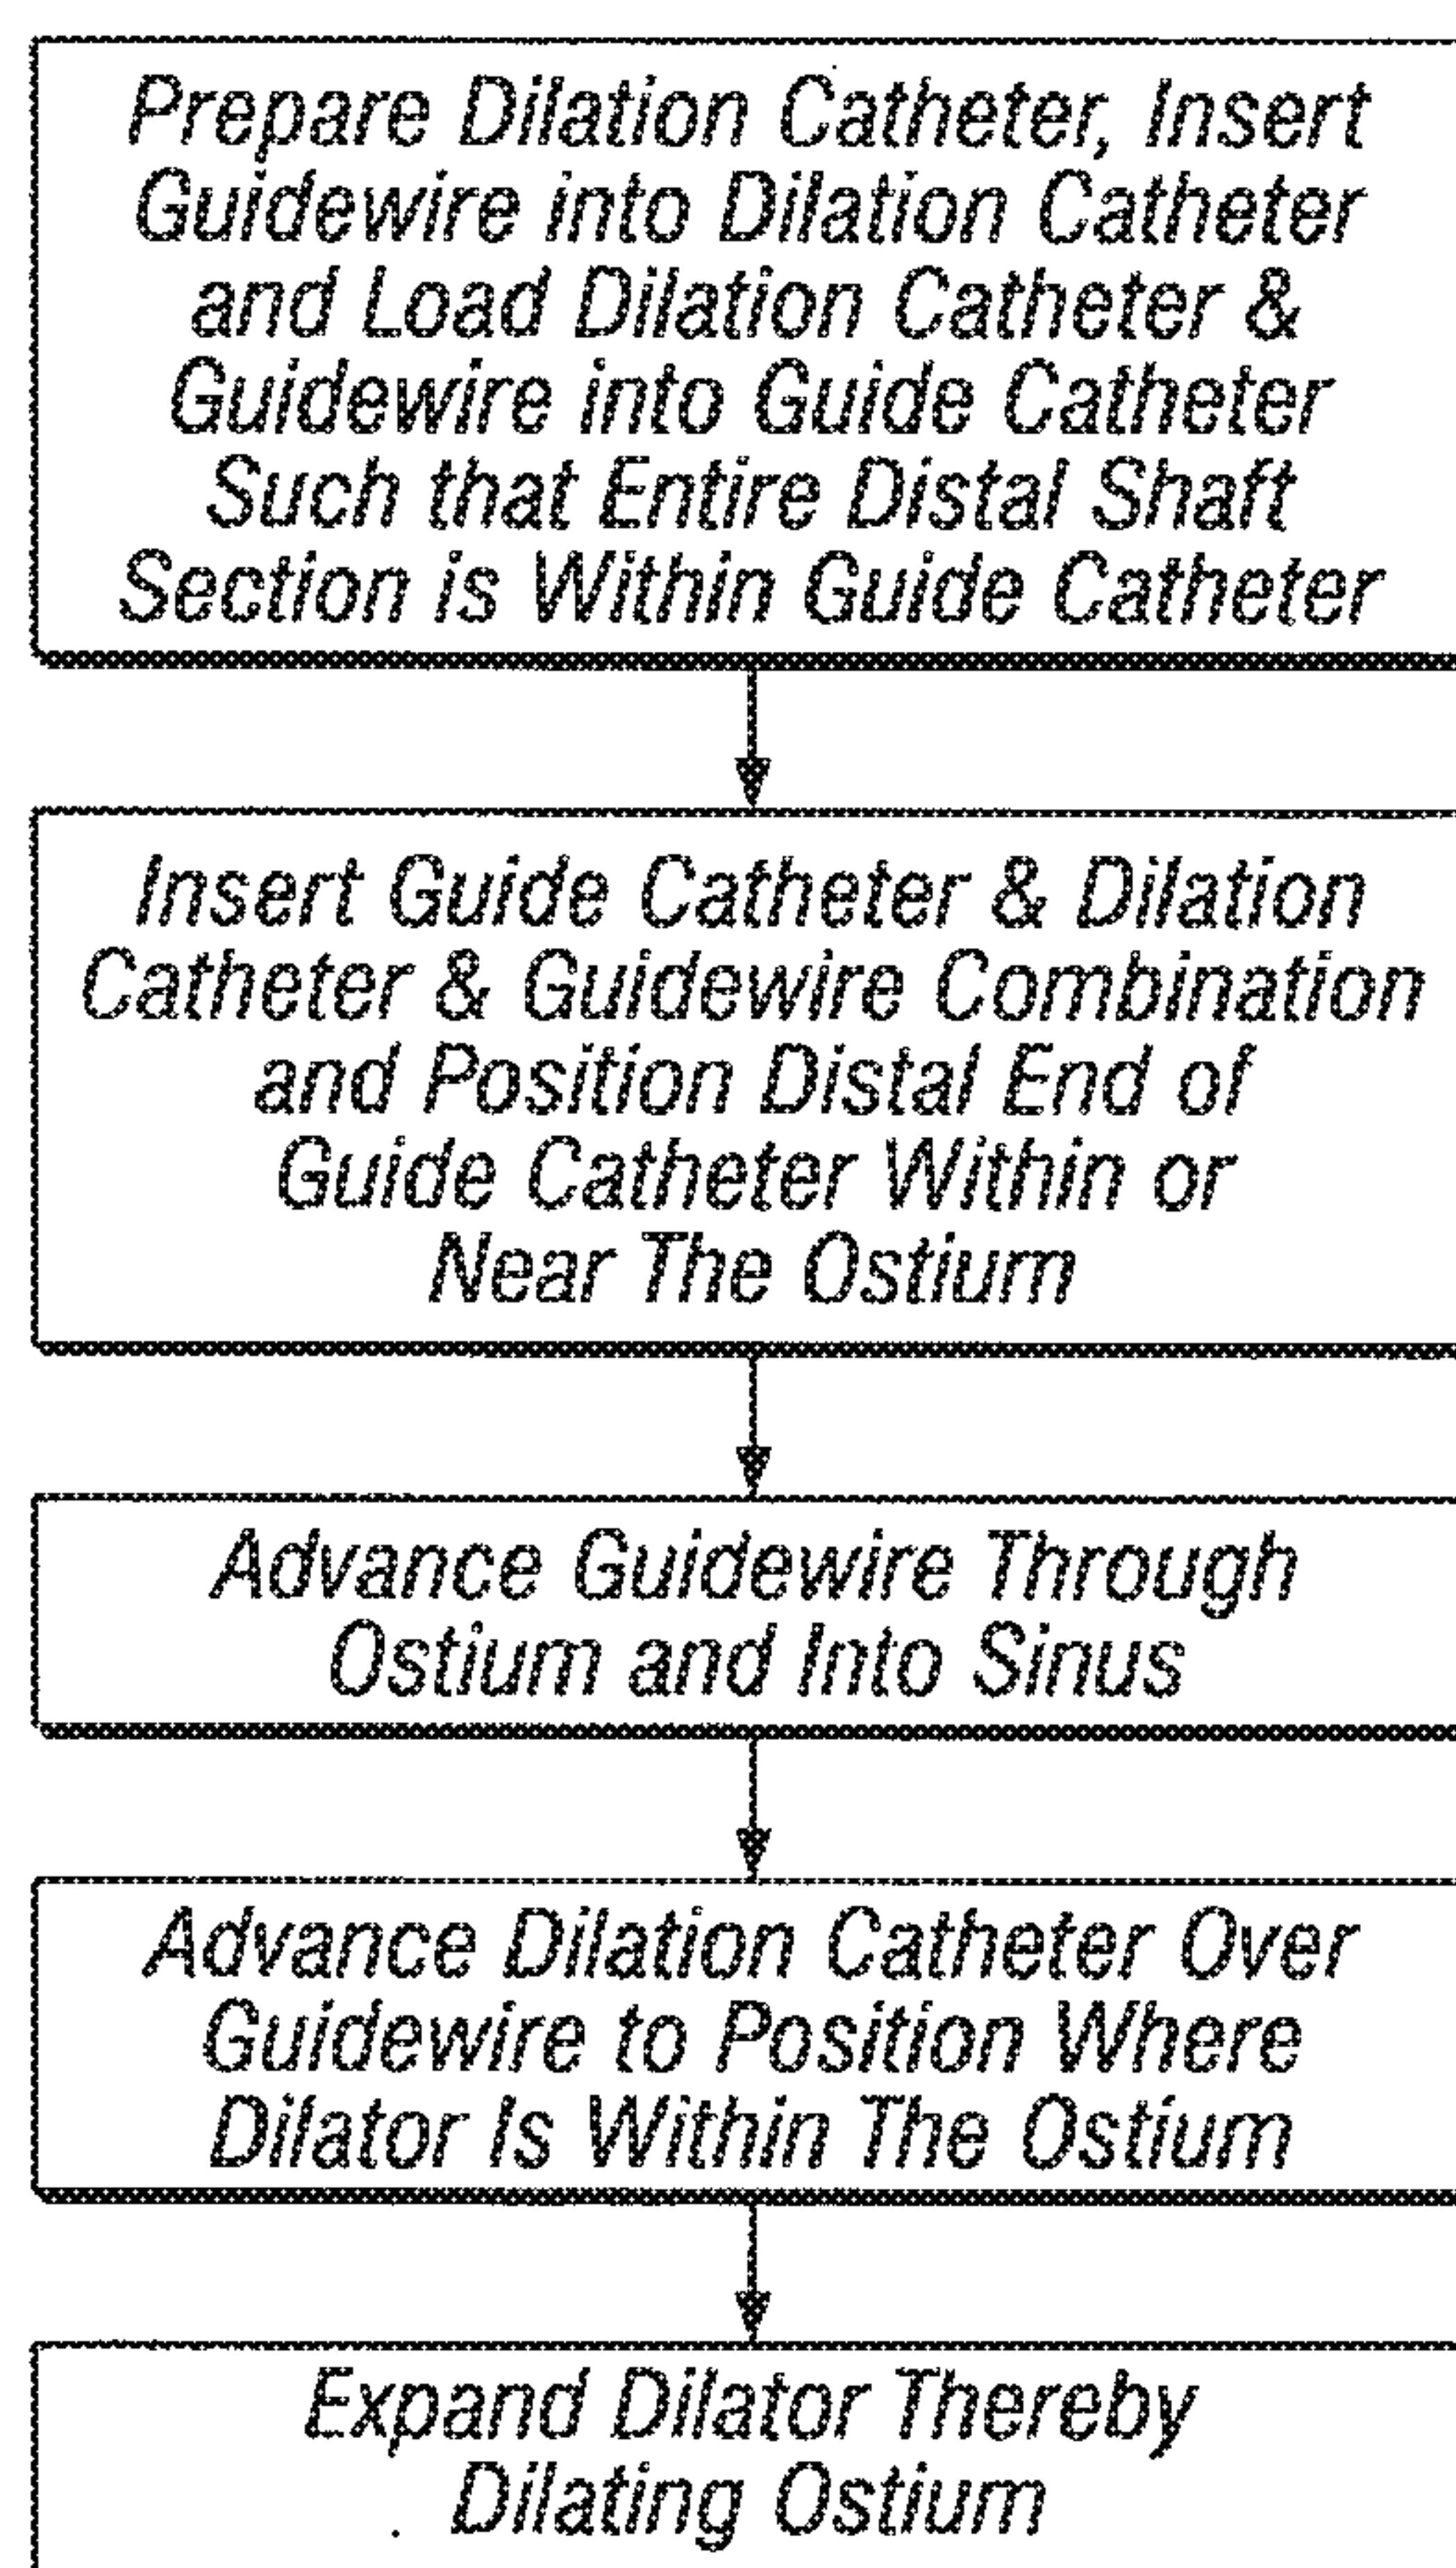 Prepare Dilation Catheter, Insert
Guidewire into Dilation Catheter
and Load Dilation Catheter &
Guidewire into Guide Catheter
Such that Entire Distal Shaft
Section is Within Guide Catheter
Insert Guide Catheter & Dilation
Catheter & Guidewire Combination
and Position Distal End of
Guide Catheter Within or
Near The Ostium
Advance Guidewire Through
Ostium and Into Sinus
Advance Dilation Catheter Over
Guidewire to Position Where
Dilator Is Within The Ostium
Expand Dilator Thereby
Dilating Ostium